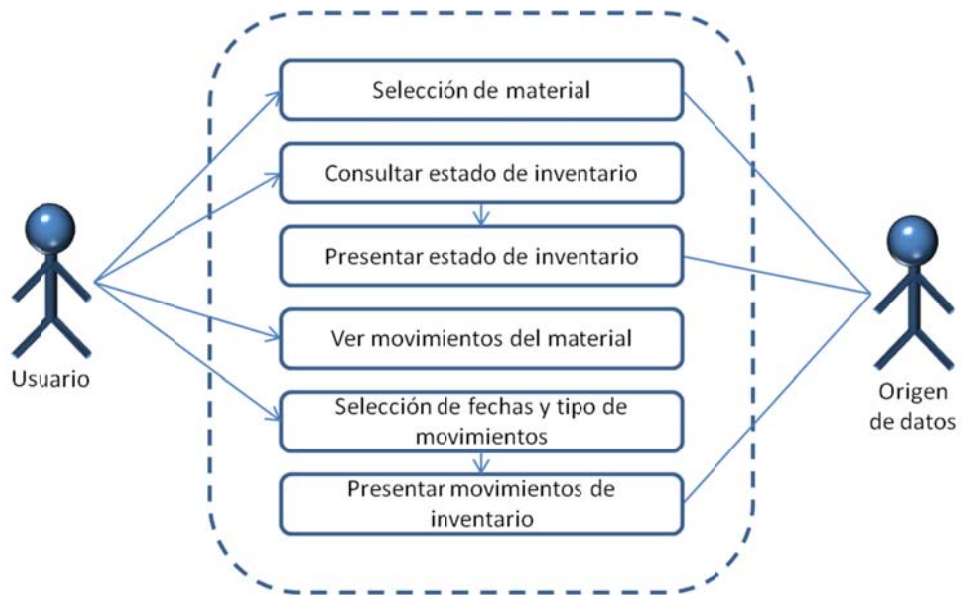 Selección de material
Consultar estado de inventario
Presentar estado de inventario
Ver movimientos del material
Selección de fechas y tipo de
movimientos
Presentar movimientos de
inventario
Usuario
Origen
de datos